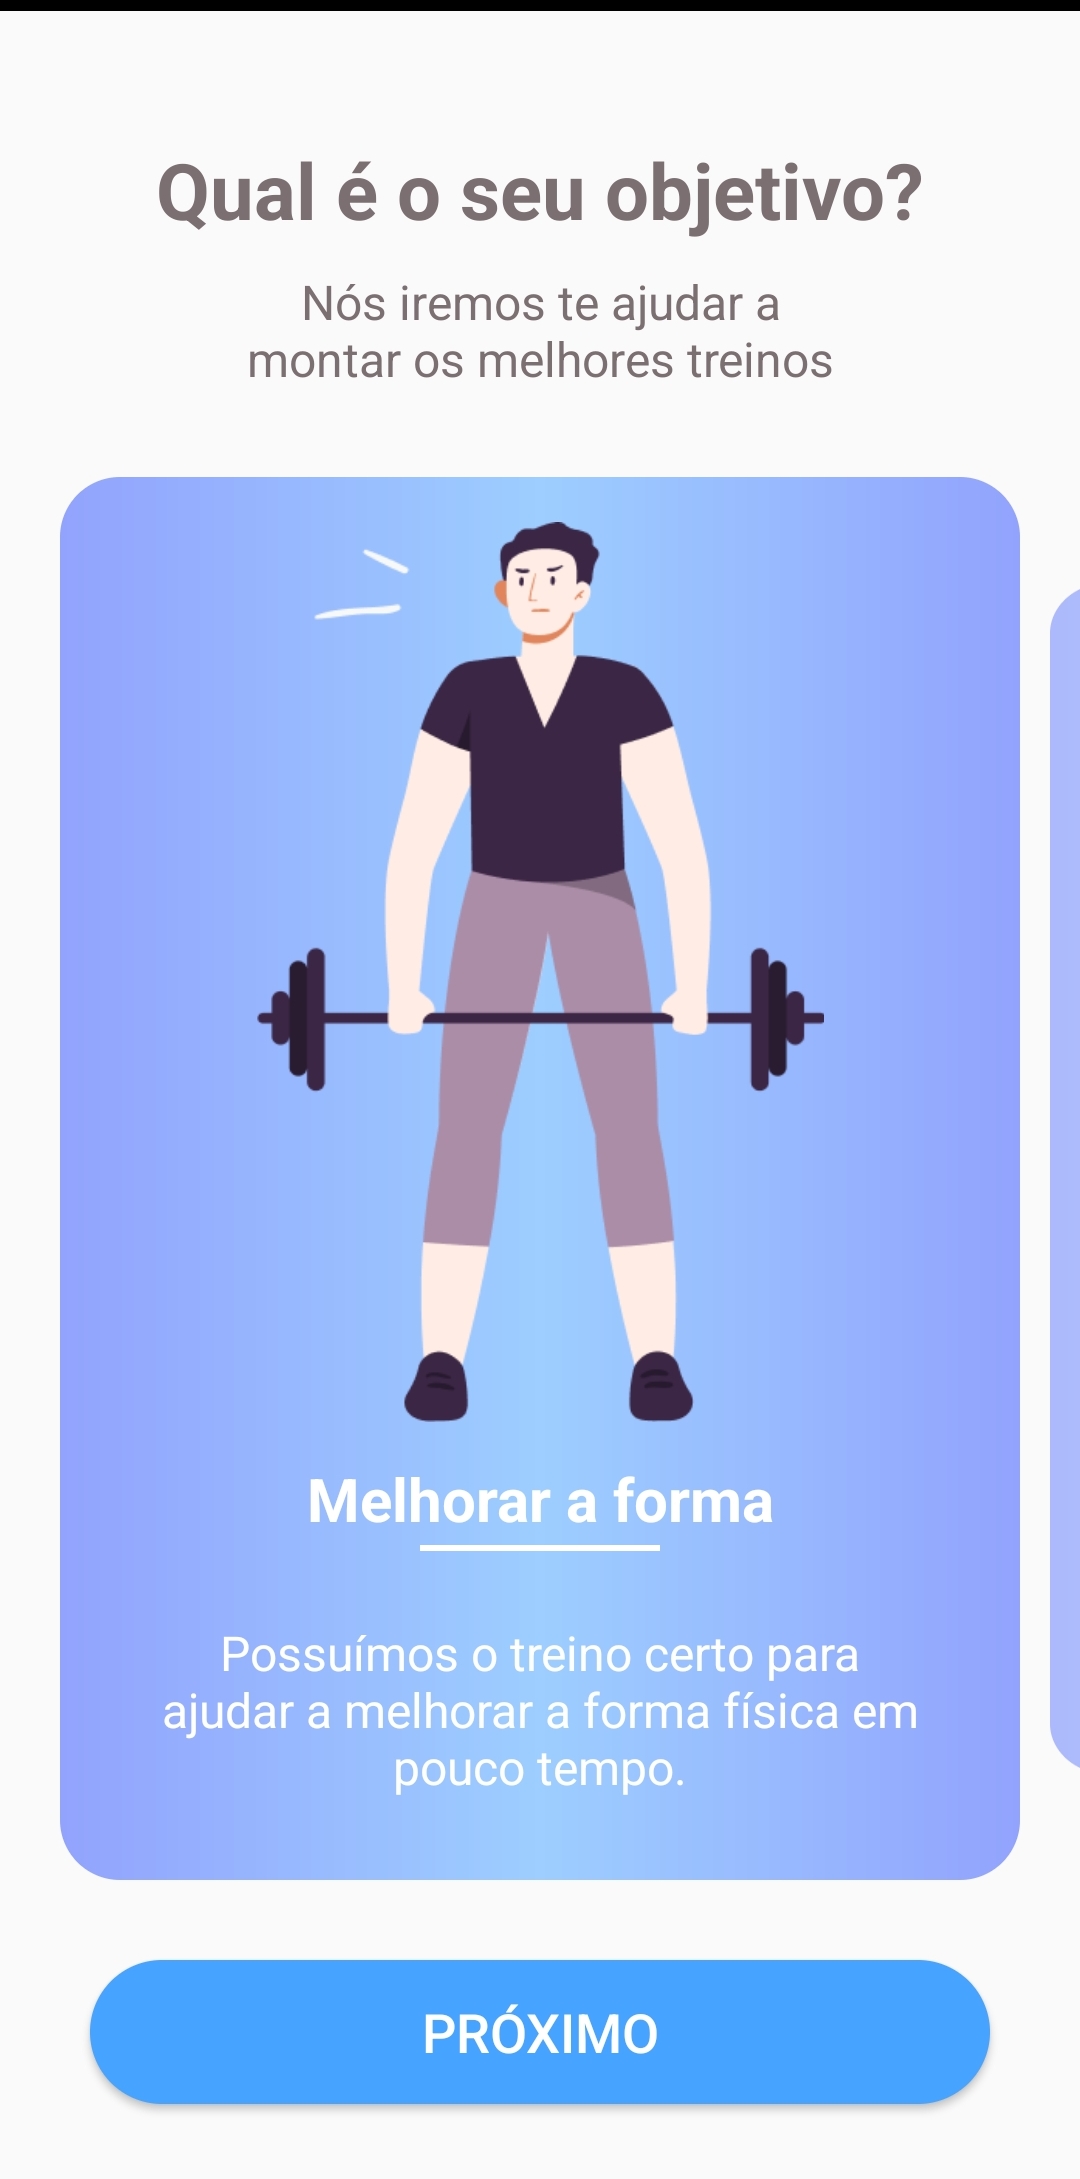 Qual é o seu objetivo?
Nós iremos te ajudar a
montar os melhores treinos
Melhorar a forma
Possuímos o treino certo para
ajudar a melhorar a forma física em
pouco tempo.
PRÓXIMO